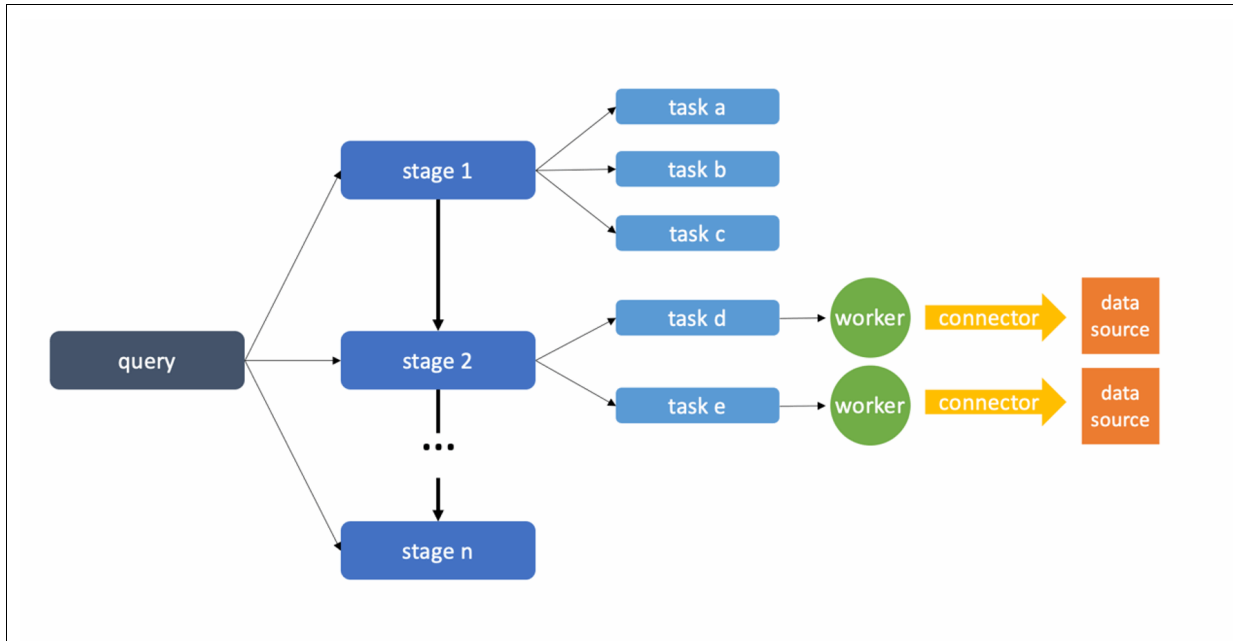 task a
stage 1
task b
task c
query
stage 2
task d
worker
connector
data
source
task e
worker
connector
data
source
...
stage n